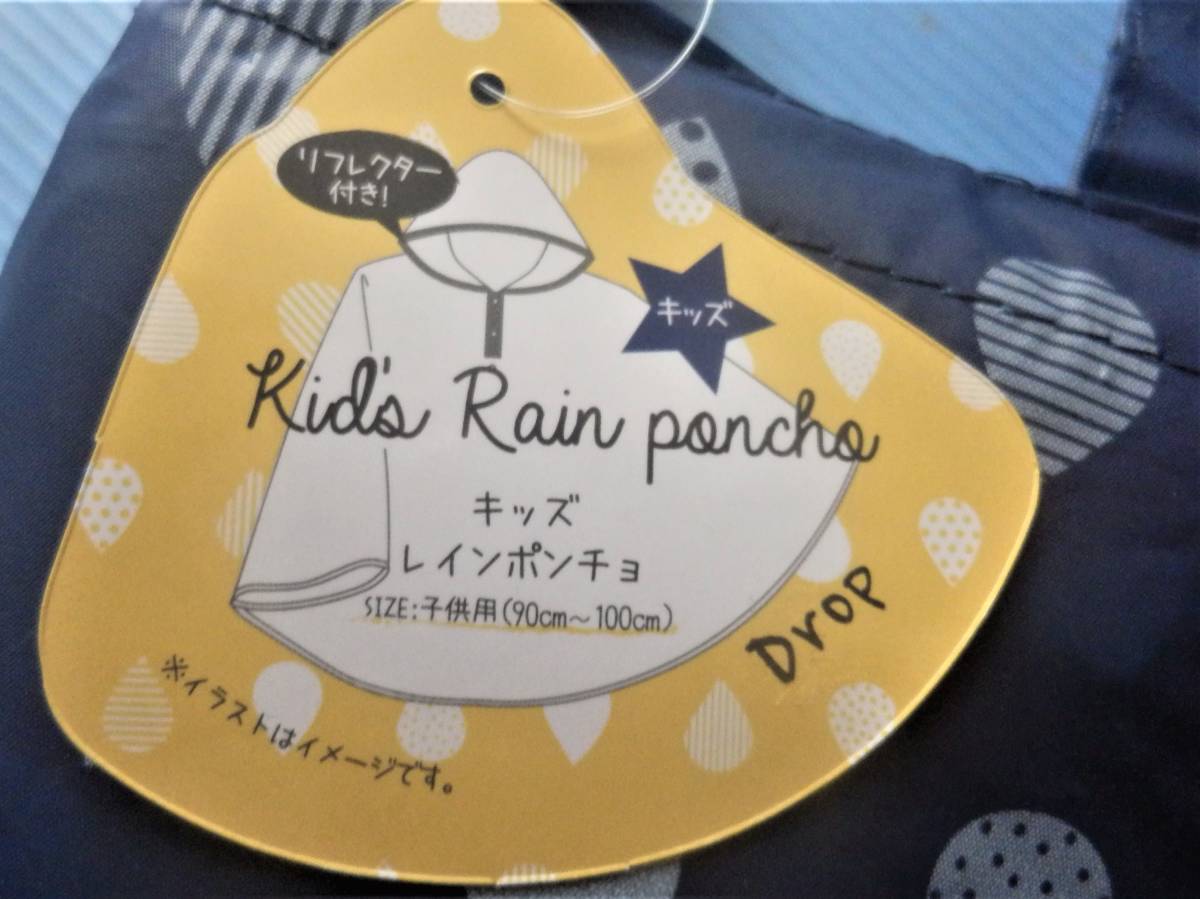 リフレクター
付き!
キッズ
Kid's Rain poncho
キッズ
レインポンチョ
SIZE:子供用(90cm～100cm)
Drop
※イラストはイメージです。